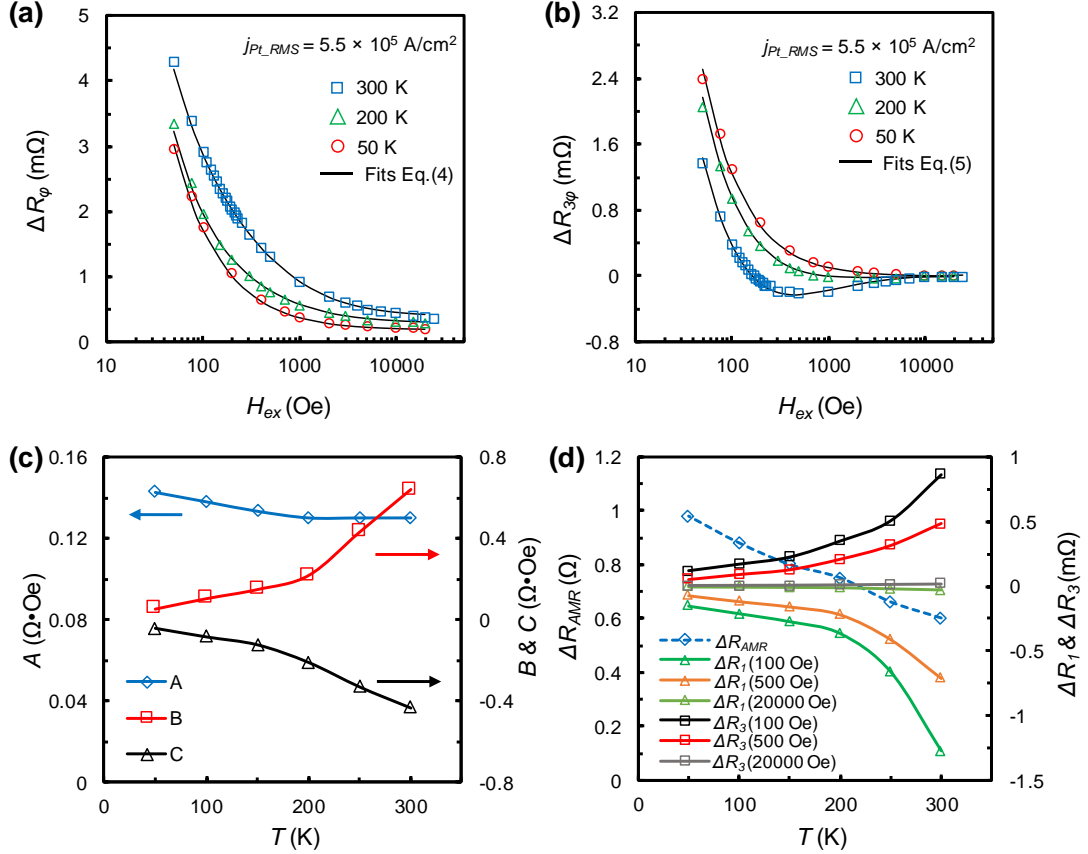 (a)
5
4
3
2
1
0
ΔRφ (mΩ)
j_Pt_RMS = 5.5 × 10⁵ A/cm²
300 K
200 K
50 K
Fits Eq.(4)
10
100
1000
10000
H_ex (Oe)
(b)
3.2
2.4
1.6
0.8
0
-0.8
ΔR₃φ (mΩ)
j_Pt_RMS = 5.5 × 10⁵ A/cm²
300 K
200 K
50 K
Fits Eq.(5)
10
100
1000
10000
H_ex (Oe)
(c)
0.16
0.12
0.08
0.04
0
A (Ω•Oe)
A
B
C
0.8
0.4
0
-0.4
-0.8
B & C (Ω•Oe)
0
100
200
300
T (K)
(d)
1.2
1
0.8
0.6
0.4
0.2
0
ΔR_AMR (Ω)
ΔR_AMR
ΔR₁ (100 Oe)
ΔR₁ (500 Oe)
ΔR₁ (20000 Oe)
ΔR₃ (100 Oe)
ΔR₃ (500 Oe)
ΔR₃ (20000 Oe)
1
0.5
0
-0.5
-1
-1.5
ΔR₁ & ΔR₃ (mΩ)
0
100
200
300
T (K)